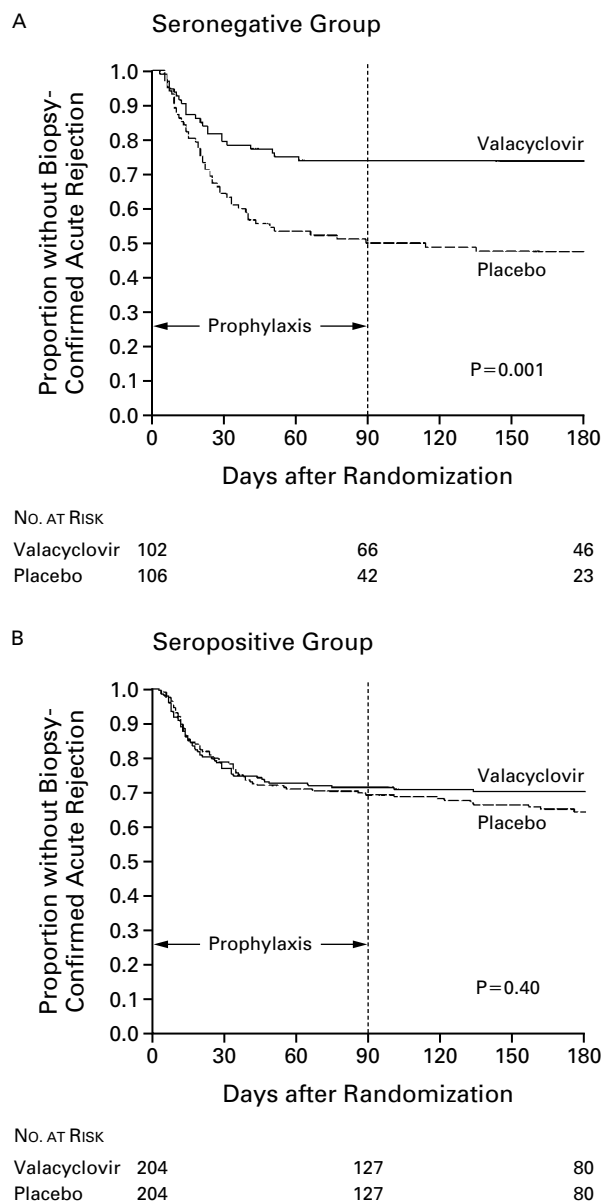 A
Seronegative Group
Proportion without Biopsy-
Confirmed Acute Rejection
1.0
0.9
0.8
0.7
0.6
0.5
0.4
0.3
0.2
0.1
0.0
Valacyclovir
Placebo
Prophylaxis
P=0.001
0 30 60 90 120 150 180
Days after Randomization
NO. AT RISK
Valacyclovir 102 66 46
Placebo 106 42 23
B
Seropositive Group
Proportion without Biopsy-
Confirmed Acute Rejection
1.0
0.9
0.8
0.7
0.6
0.5
0.4
0.3
0.2
0.1
0.0
Valacyclovir
Placebo
Prophylaxis
P=0.40
0 30 60 90 120 150 180
Days after Randomization
NO. AT RISK
Valacyclovir 204 127 80
Placebo 204 127 80